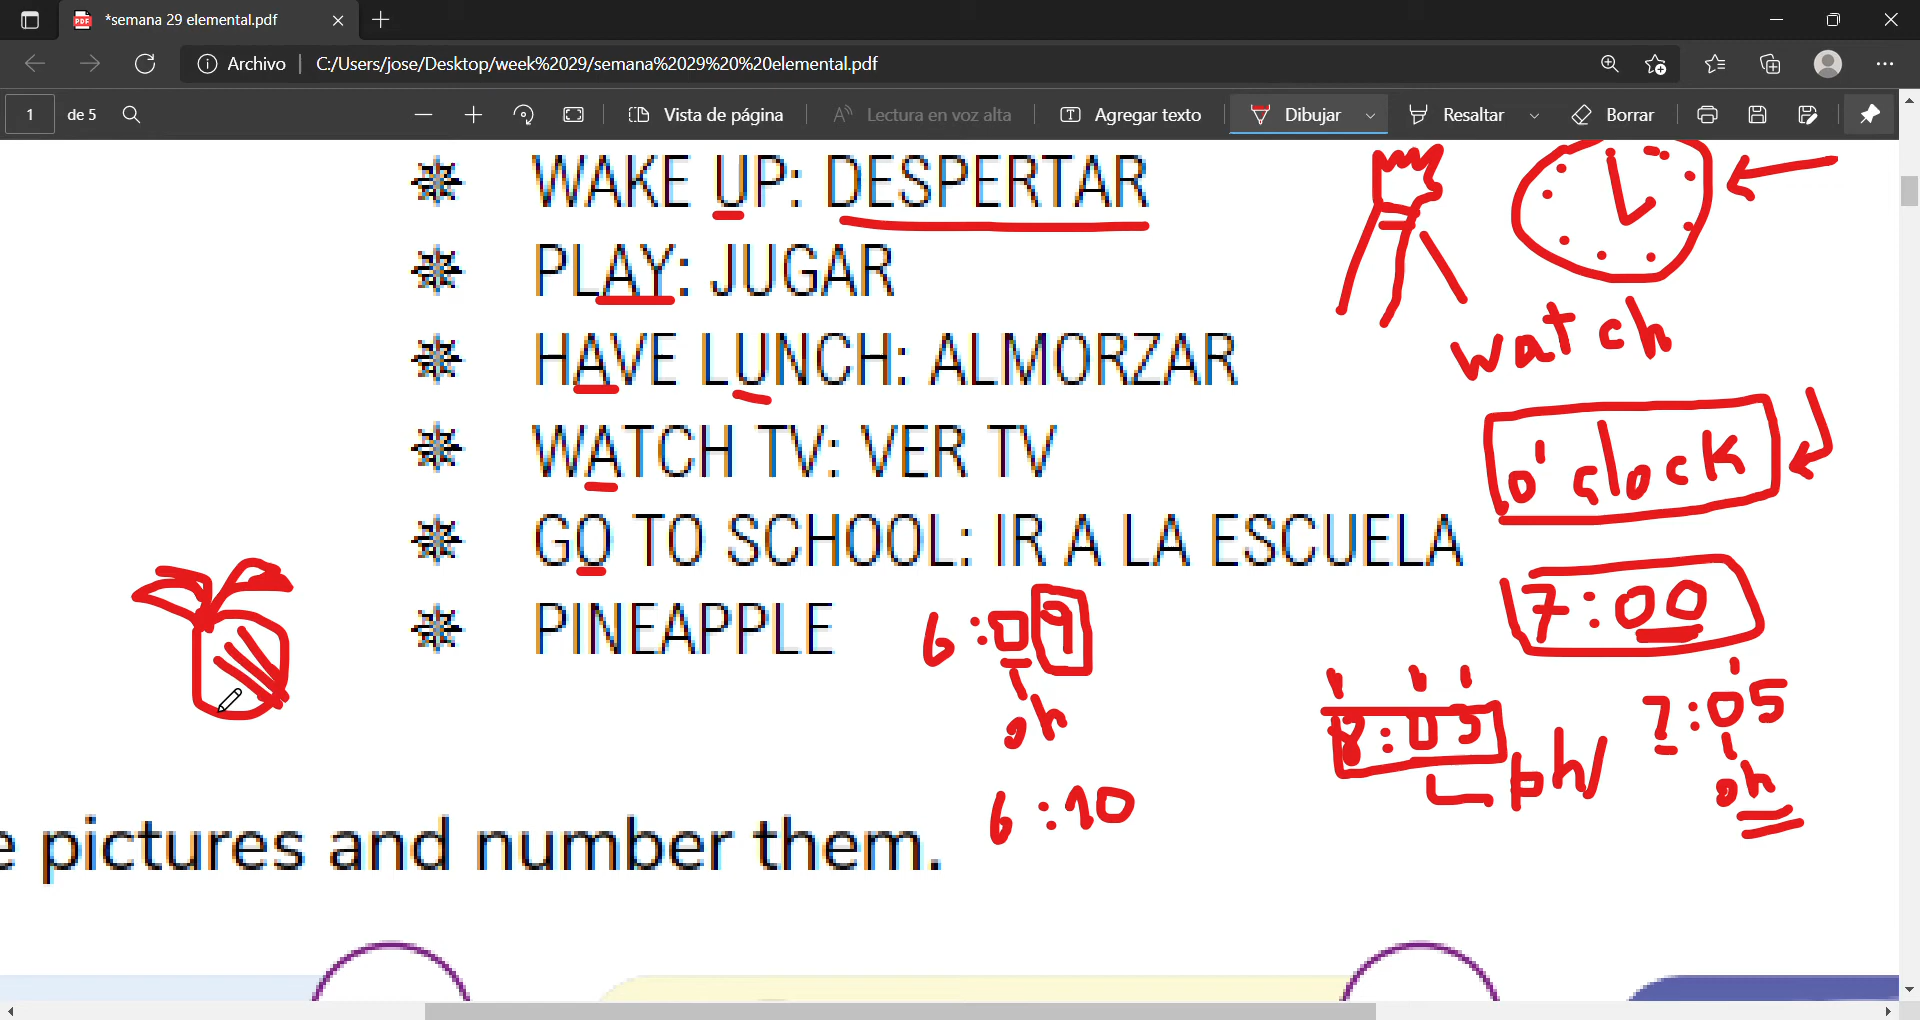 *semana 29 elemental.pdf
Archivo | C:/Users/jose/Desktop/week%2029/semana%2029%20%20elemental.pdf
1 de 5 Vista de página Lectura en voz alta Agregar texto Dibujar Resaltar Borrar
WAKE UP: DESPERTAR
PLAY: JUGAR
HAVE LUNCH: ALMORZAR
watch
WATCH TV: VER TV
o'clock
GO TO SCHOOL: IR A LA ESCUELA
PINEAPPLE
6:09
7:00
oh
8:05
oh
7:05
oh
6:10
e pictures and number them.